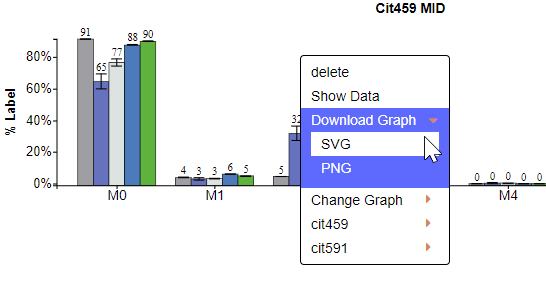 Cit459 MID
% Label
80%
60%
40%
20%
0%
91 65 77 88 90
4 3 3 6 5
5 32
0 0 0 0 0
M0 M1 M4
delete
Show Data
Download Graph
SVG
PNG
Change Graph
cit459
cit591